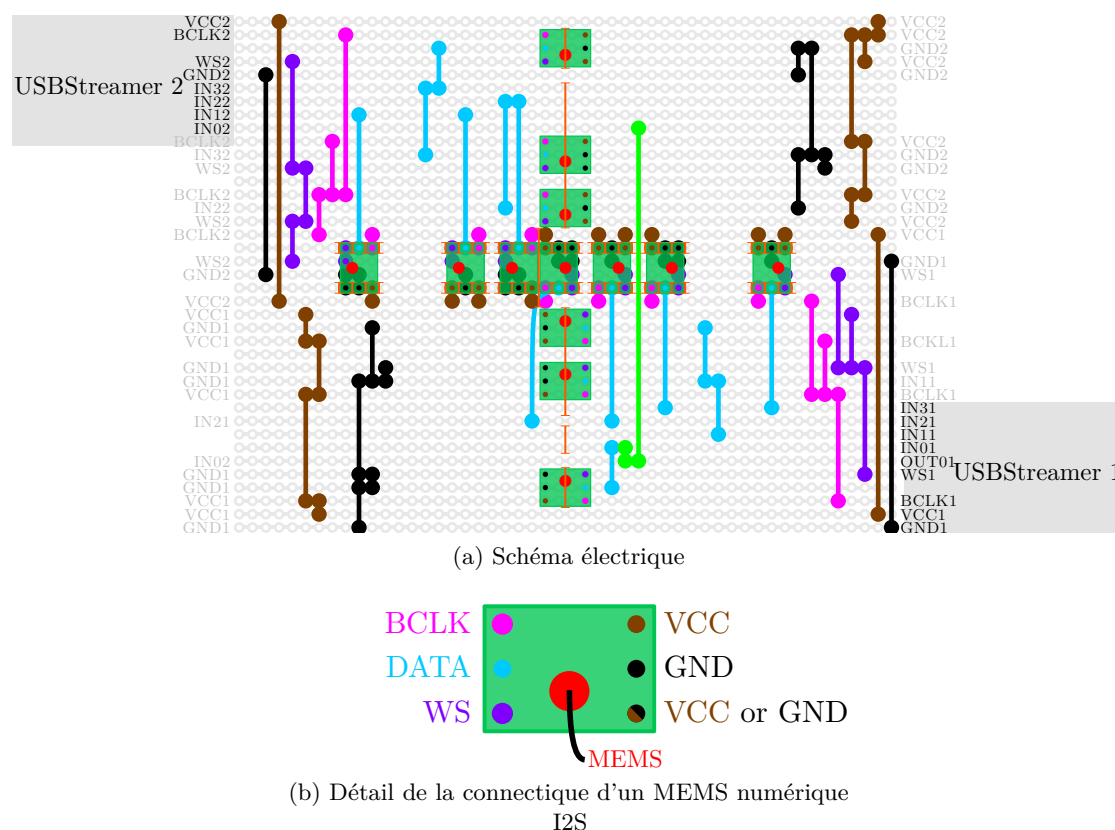 VCC2
BCLK2
WS2
GND2
IN32
IN22
IN12
IN02
BCLK2
IN32
WS2
BCLK2
IN22
WS2
BCLK2
WS2
GND2
VCC2
VCC1
GND1
VCC1
GND1
GND1
VCC1
IN21
IN02
GND1
GND1
VCC1
VCC1
GND1
USBStreamer 2
VCC2
VCC2
GND2
VCC2
GND2
VCC2
GND2
GND2
VCC2
GND2
VCC2
VCC1
GND1
WS1
BCLK1
BCKL1
WS1
IN11
BCLK1
IN31
IN21
IN11
IN01
OUT01
WS1
BCLK1
VCC1
GND1
USBStreamer 1
(a) Schéma électrique
BCLK
VCC
DATA
GND
WS
VCC or GND
MEMS
(b) Détail de la connectique d'un MEMS numérique
I2S